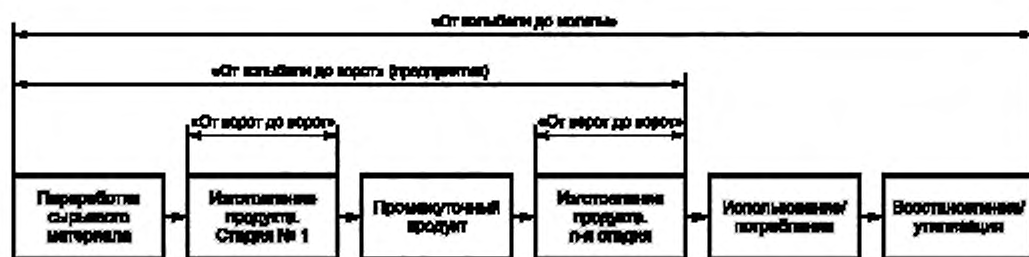 «От колыбели до могилы»
«От колыбели до ворот» (предприятия)
«От ворот до ворот»
«От ворот до ворот»
Переработка
сырьевого
материала
Изготовление
продукта.
Стадия № 1
Промежуточный
продукт
Изготовление
продукта.
n-я стадия
Использование/
потребление
Восстановление/
утилизация